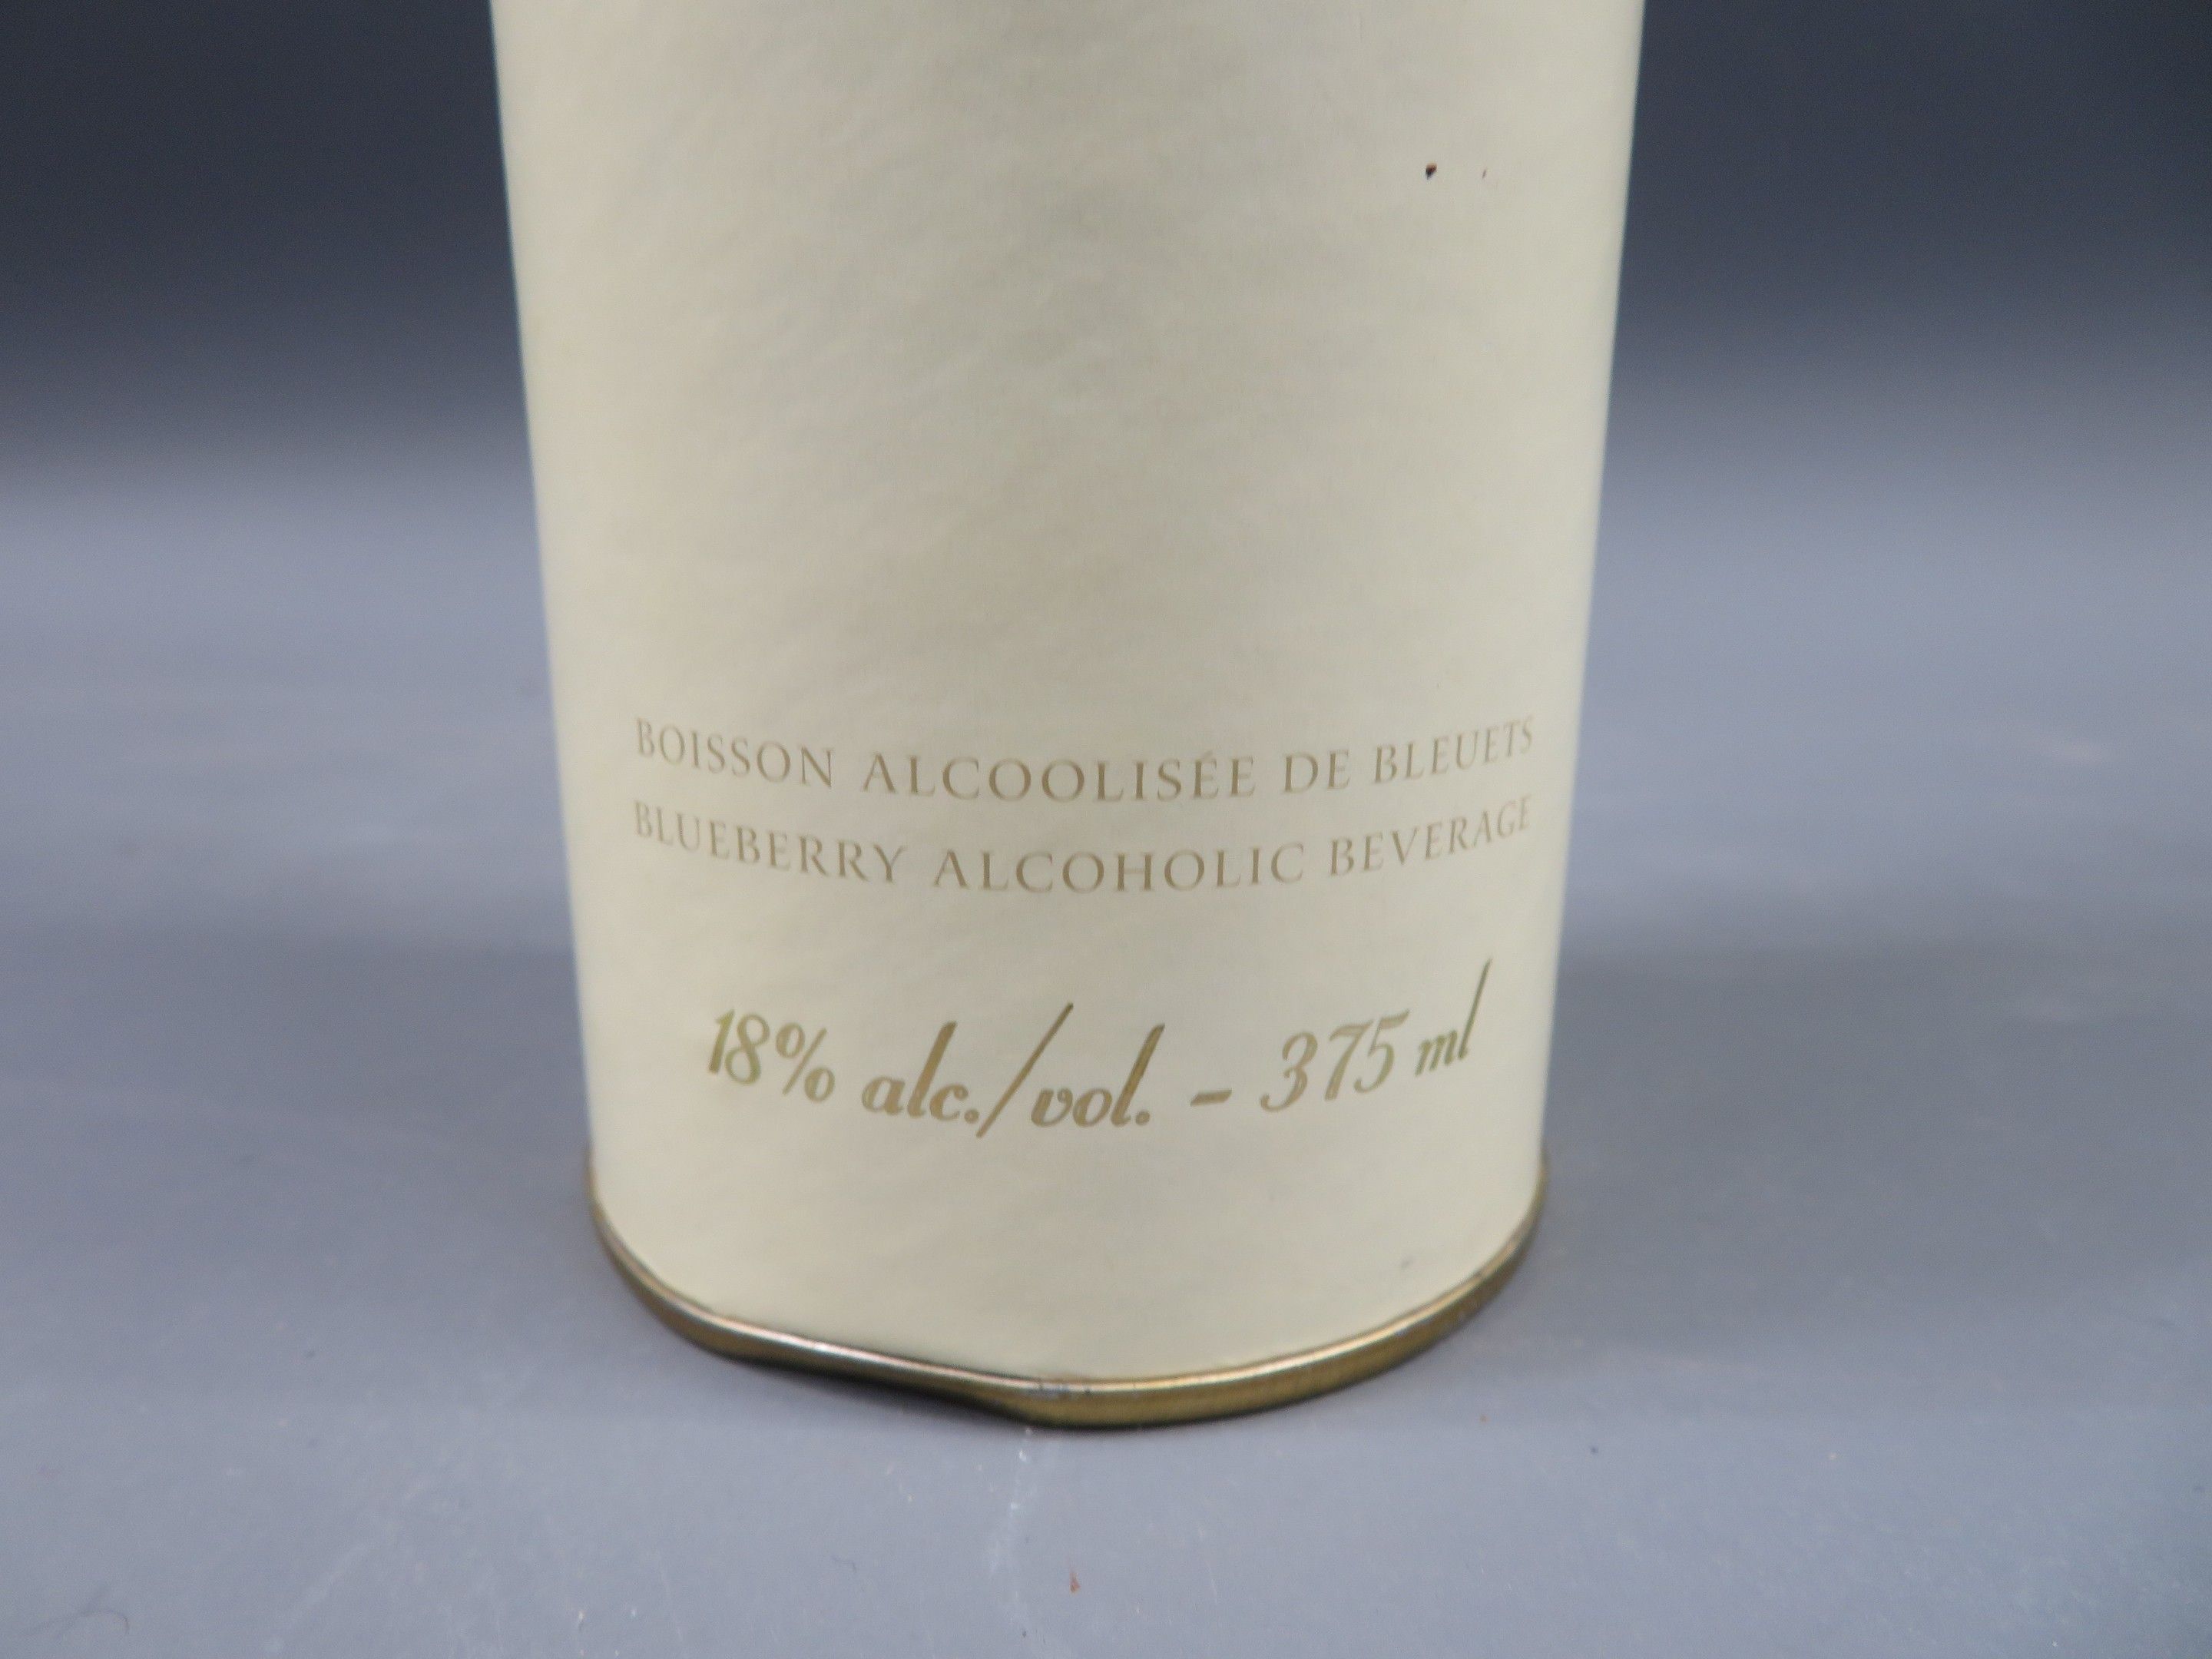 BOISSON ALCOOLISÉE DE BLEUETS
BLUEBERRY ALCOHOLIC BEVERAGE
18% alc./vol. - 375 ml